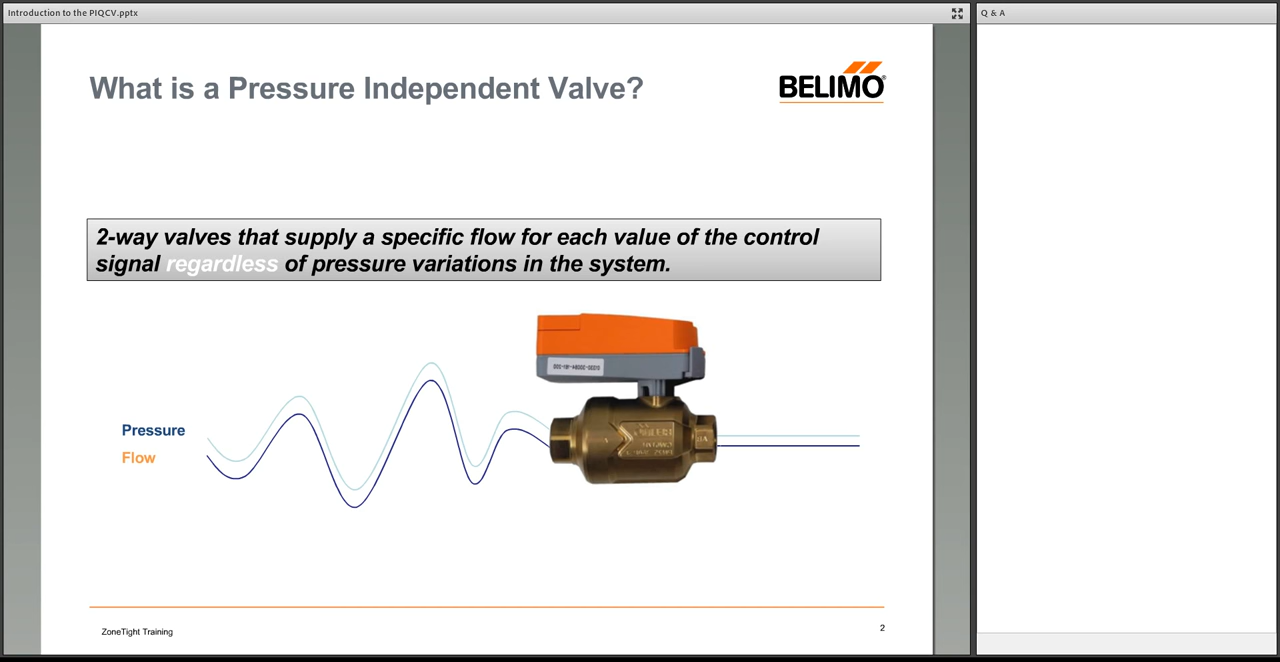 Introduction to the PIQCV.pptx
Q & A
What is a Pressure Independent Valve?
BELIMO®
2-way valves that supply a specific flow for each value of the control
signal regardless of pressure variations in the system.
Pressure
Flow
ZoneTight Training
2